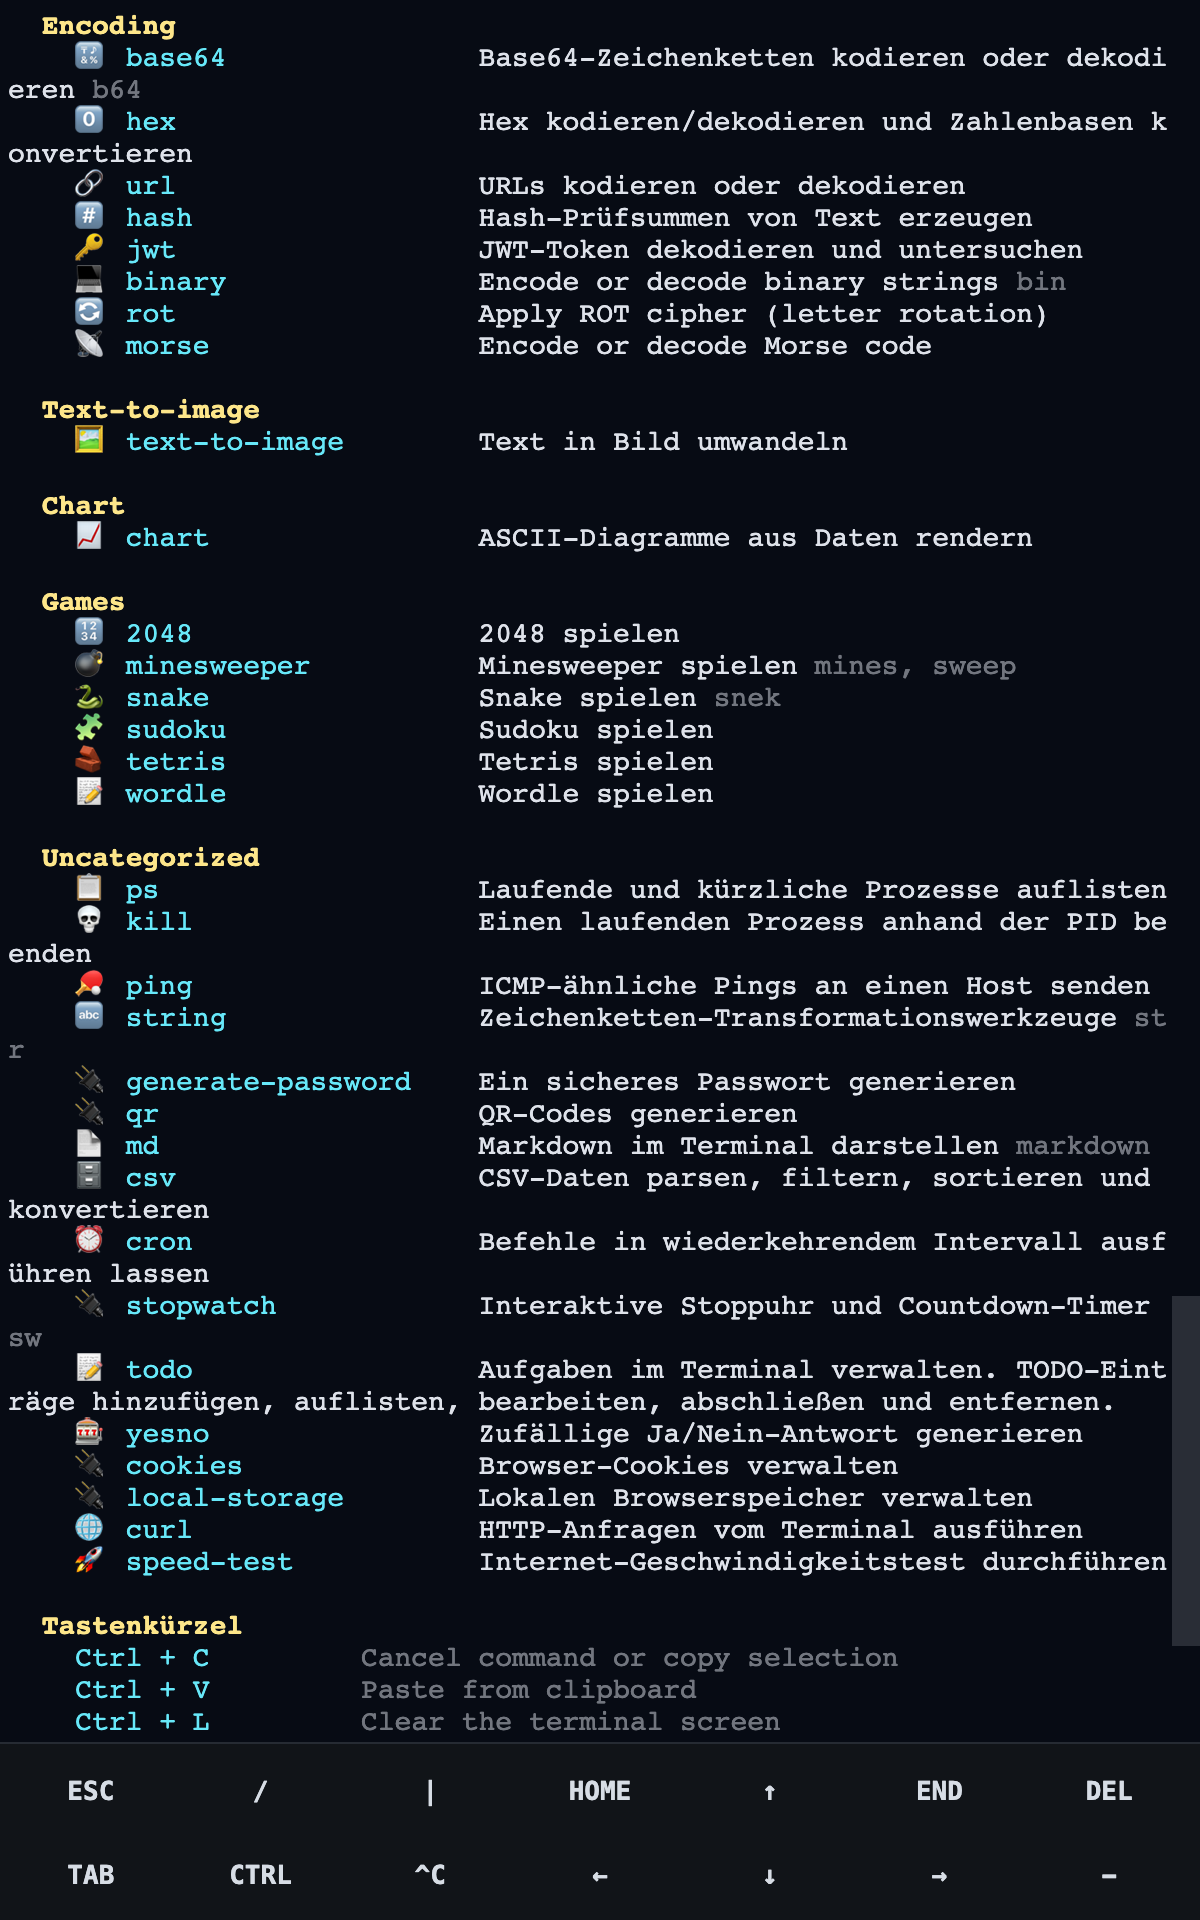 Encoding
base64 Base64-Zeichenketten kodieren oder dekodi
eren b64
hex Hex kodieren/dekodieren und Zahlenbasen k
onvertieren
url URLs kodieren oder dekodieren
hash Hash-Prüfsummen von Text erzeugen
jwt JWT-Token dekodieren und untersuchen
binary Encode or decode binary strings bin
rot Apply ROT cipher (letter rotation)
morse Encode or decode Morse code
Text-to-image
text-to-image Text in Bild umwandeln
Chart
chart ASCII-Diagramme aus Daten rendern
Games
2048 2048 spielen
minesweeper Minesweeper spielen mines, sweep
snake Snake spielen snek
sudoku Sudoku spielen
tetris Tetris spielen
wordle Wordle spielen
Uncategorized
ps Laufende und kürzliche Prozesse auflisten
kill Einen laufenden Prozess anhand der PID be
enden
ping ICMP-ähnliche Pings an einen Host senden
string Zeichenketten-Transformationswerkzeuge st
r
generate-password Ein sicheres Passwort generieren
qr QR-Codes generieren
md Markdown im Terminal darstellen markdown
csv CSV-Daten parsen, filtern, sortieren und
konvertieren
cron Befehle in wiederkehrendem Intervall ausf
ühren lassen
stopwatch Interaktive Stoppuhr und Countdown-Timer
sw
todo Aufgaben im Terminal verwalten. TODO-Eint
räge hinzufügen, auflisten, bearbeiten, abschließen und entfernen.
yesno Zufällige Ja/Nein-Antwort generieren
cookies Browser-Cookies verwalten
local-storage Lokalen Browserspeicher verwalten
curl HTTP-Anfragen vom Terminal ausführen
speed-test Internet-Geschwindigkeitstest durchführen
Tastenkürzel
Ctrl + C Cancel command or copy selection
Ctrl + V Paste from clipboard
Ctrl + L Clear the terminal screen
ESC / | HOME ↑ END DEL
TAB CTRL ^C ← ↓ → −